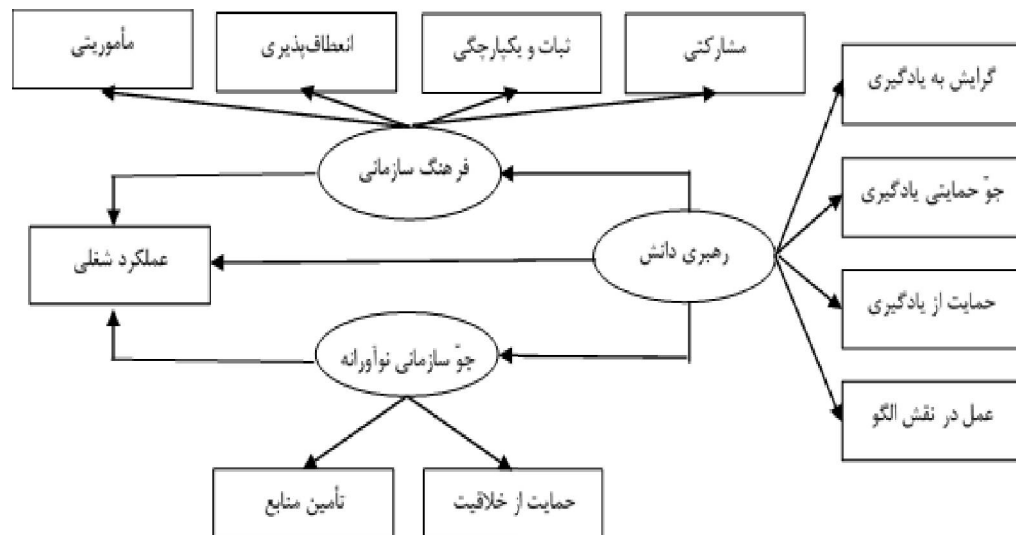 مشارکتی
ثبات و یکپارچگی
انعطاف‌پذیری
مأموریتی
گرایش به یادگیری
فرهنگ سازمانی
جوّ حمایتی یادگیری
رهبری دانش
عملکرد شغلی
حمایت از یادگیری
جوّ سازمانی نوآورانه
عمل در نقش الگو
حمایت از خلاقیت
تأمین منابع